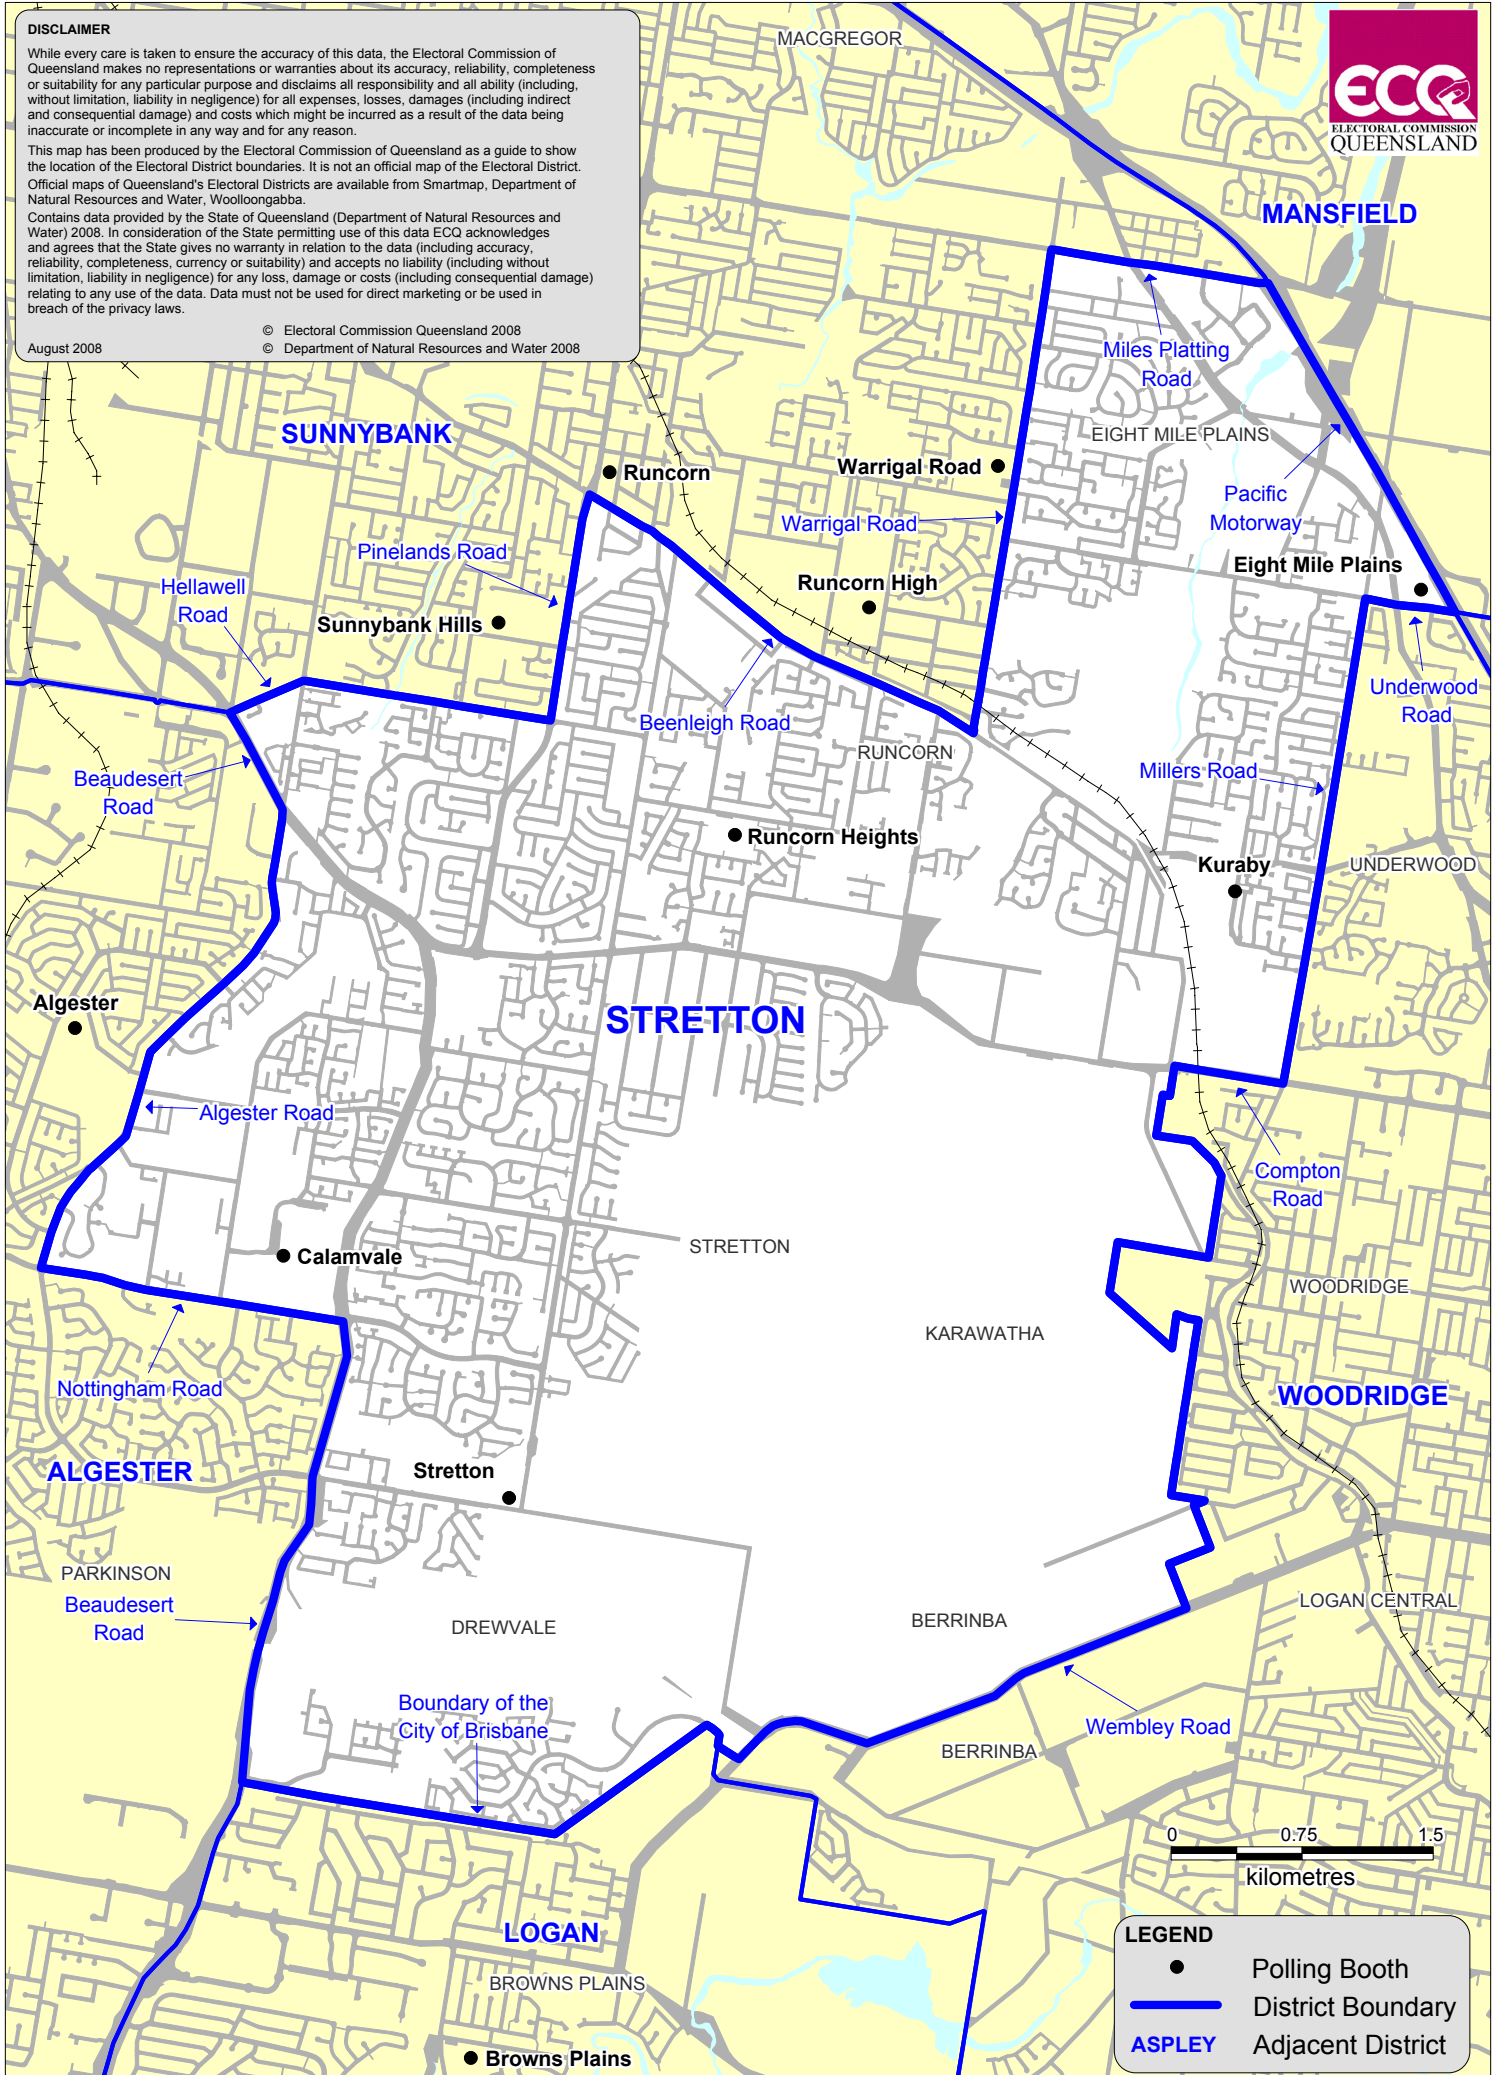 DISCLAIMER
While every care is taken to ensure the accuracy of this data, the Electoral Commission of
Queensland makes no representations or warranties about its accuracy, reliability, completeness
or suitability for any particular purpose and disclaims all responsibility and all ability (including,
without limitation, liability in negligence) for all expenses, losses, damages (including indirect
and consequential damage) and costs which might be incurred as a result of the data being
inaccurate or incomplete in any way and for any reason.
This map has been produced by the Electoral Commission of Queensland as a guide to show
the location of the Electoral District boundaries. It is not an official map of the Electoral District.
Official maps of Queensland's Electoral Districts are available from Smartmap, Department of
Natural Resources and Water, Woolloongabba.
Contains data provided by the State of Queensland (Department of Natural Resources and
Water) 2008. In consideration of the State permitting use of this data ECQ acknowledges
and agrees that the State gives no warranty in relation to the data (including accuracy,
reliability, completeness, currency or suitability) and accepts no liability (including without
limitation, liability in negligence) for any loss, damage or costs (including consequential damage)
relating to any use of the data. Data must not be used for direct marketing or be used in
breach of the privacy laws.
© Electoral Commission Queensland 2008
August 2008 © Department of Natural Resources and Water 2008
MACGREGOR
ECQ
ELECTORAL COMMISSION
QUEENSLAND
MANSFIELD
Miles Platting
Road
SUNNYBANK
EIGHT MILE PLAINS
Runcorn
Warrigal Road
Pacific
Motorway
Warrigal Road
Pinelands Road
Eight Mile Plains
Hellawell
Road
Runcorn High
Sunnybank Hills
Underwood
Road
Beenleigh Road
RUNCORN
Beaudesert
Road
Millers Road
Runcorn Heights
Kuraby
UNDERWOOD
Algester
STRETTON
Algester Road
Compton
Road
STRETTON
Calamvale
WOODRIDGE
KARAWATHA
Nottingham Road
WOODRIDGE
ALGESTER
Stretton
PARKINSON
Beaudesert
Road
LOGAN CENTRAL
DREWVALE
BERRINBA
Boundary of the
City of Brisbane
Wembley Road
BERRINBA
0 0.75 1.5
kilometres
LOGAN
BROWNS PLAINS
Browns Plains
LEGEND
Polling Booth
District Boundary
ASPLEY Adjacent District